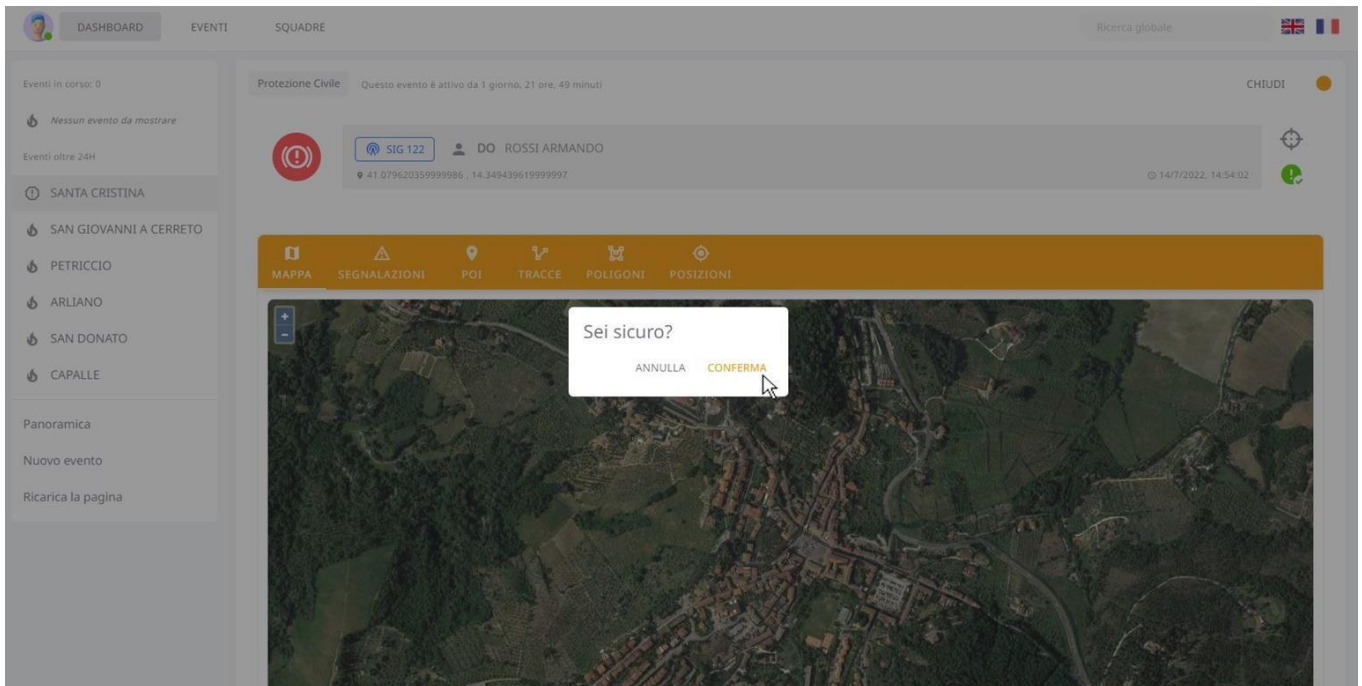 DASHBOARD EVENTI SQUADRE Ricerca globale
Eventi in corso: 0
Nessun evento da mostrare
Eventi oltre 24H
SANTA CRISTINA
SAN GIOVANNI A CERRETO
PETRICCIO
ARLIANO
SAN DONATO
CAPALLE
Panoramica
Nuovo evento
Ricarica la pagina
Protezione Civile Questo evento è attivo da 1 giorno, 21 ore, 49 minuti CHIUDI
SIG 122 DO ROSSI ARMANDO
41.079620359999986 , 14.349439619999997 14/7/2022, 14:54:02
MAPPA SEGNALAZIONI POI TRACCE POLIGONI POSIZIONI
+
−
Sei sicuro?
ANNULLA CONFERMA